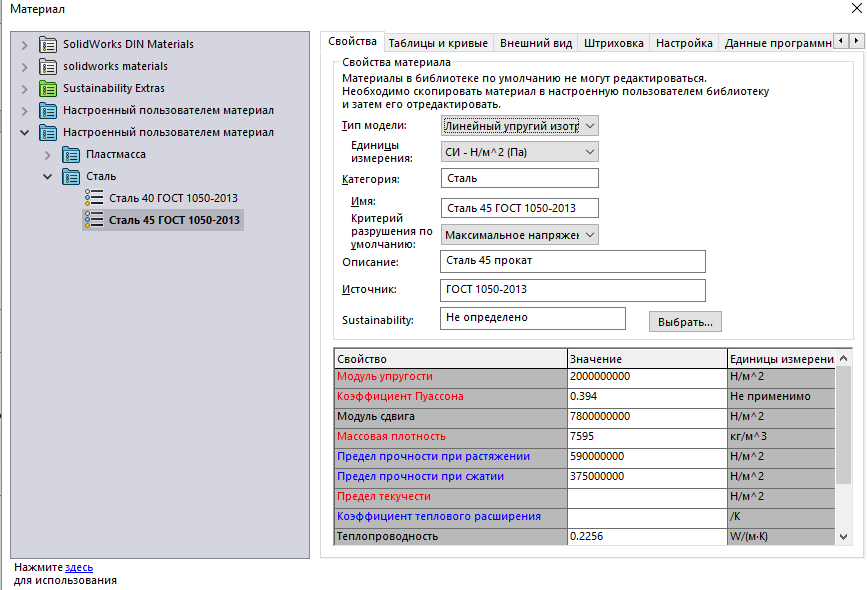 Материал
SolidWorks DIN Materials
solidworks materials
Sustainability Extras
Настроенный пользователем материал
Настроенный пользователем материал
Пластмасса
Сталь
Сталь 40 ГОСТ 1050-2013
Сталь 45 ГОСТ 1050-2013
Нажмите здесь
для использования
Свойства Таблицы и кривые Внешний вид Штриховка Настройка Данные программн
Свойства материала
Материалы в библиотеке по умолчанию не могут редактироваться.
Необходимо скопировать материал в настроенную пользователем библиотеку
и затем его отредактировать.
Тип модели: Линейный упругий изотр
Единицы
измерения: СИ - Н/м^2 (Па)
Категория: Сталь
Имя: Сталь 45 ГОСТ 1050-2013
Критерий
разрушения по
умолчанию: Максимальное напряжен
Описание: Сталь 45 прокат
Источник: ГОСТ 1050-2013
Sustainability: Не определено Выбрать...
Свойство Значение Единицы измерени
Модуль упругости 2000000000 Н/м^2
Коэффициент Пуассона 0.394 Не применимо
Модуль сдвига 7800000000 Н/м^2
Массовая плотность 7595 кг/м^3
Предел прочности при растяжении 590000000 Н/м^2
Предел прочности при сжатии 375000000 Н/м^2
Предел текучести Н/м^2
Коэффициент теплового расширения /K
Теплопроводность 0.2256 W/(м·K)